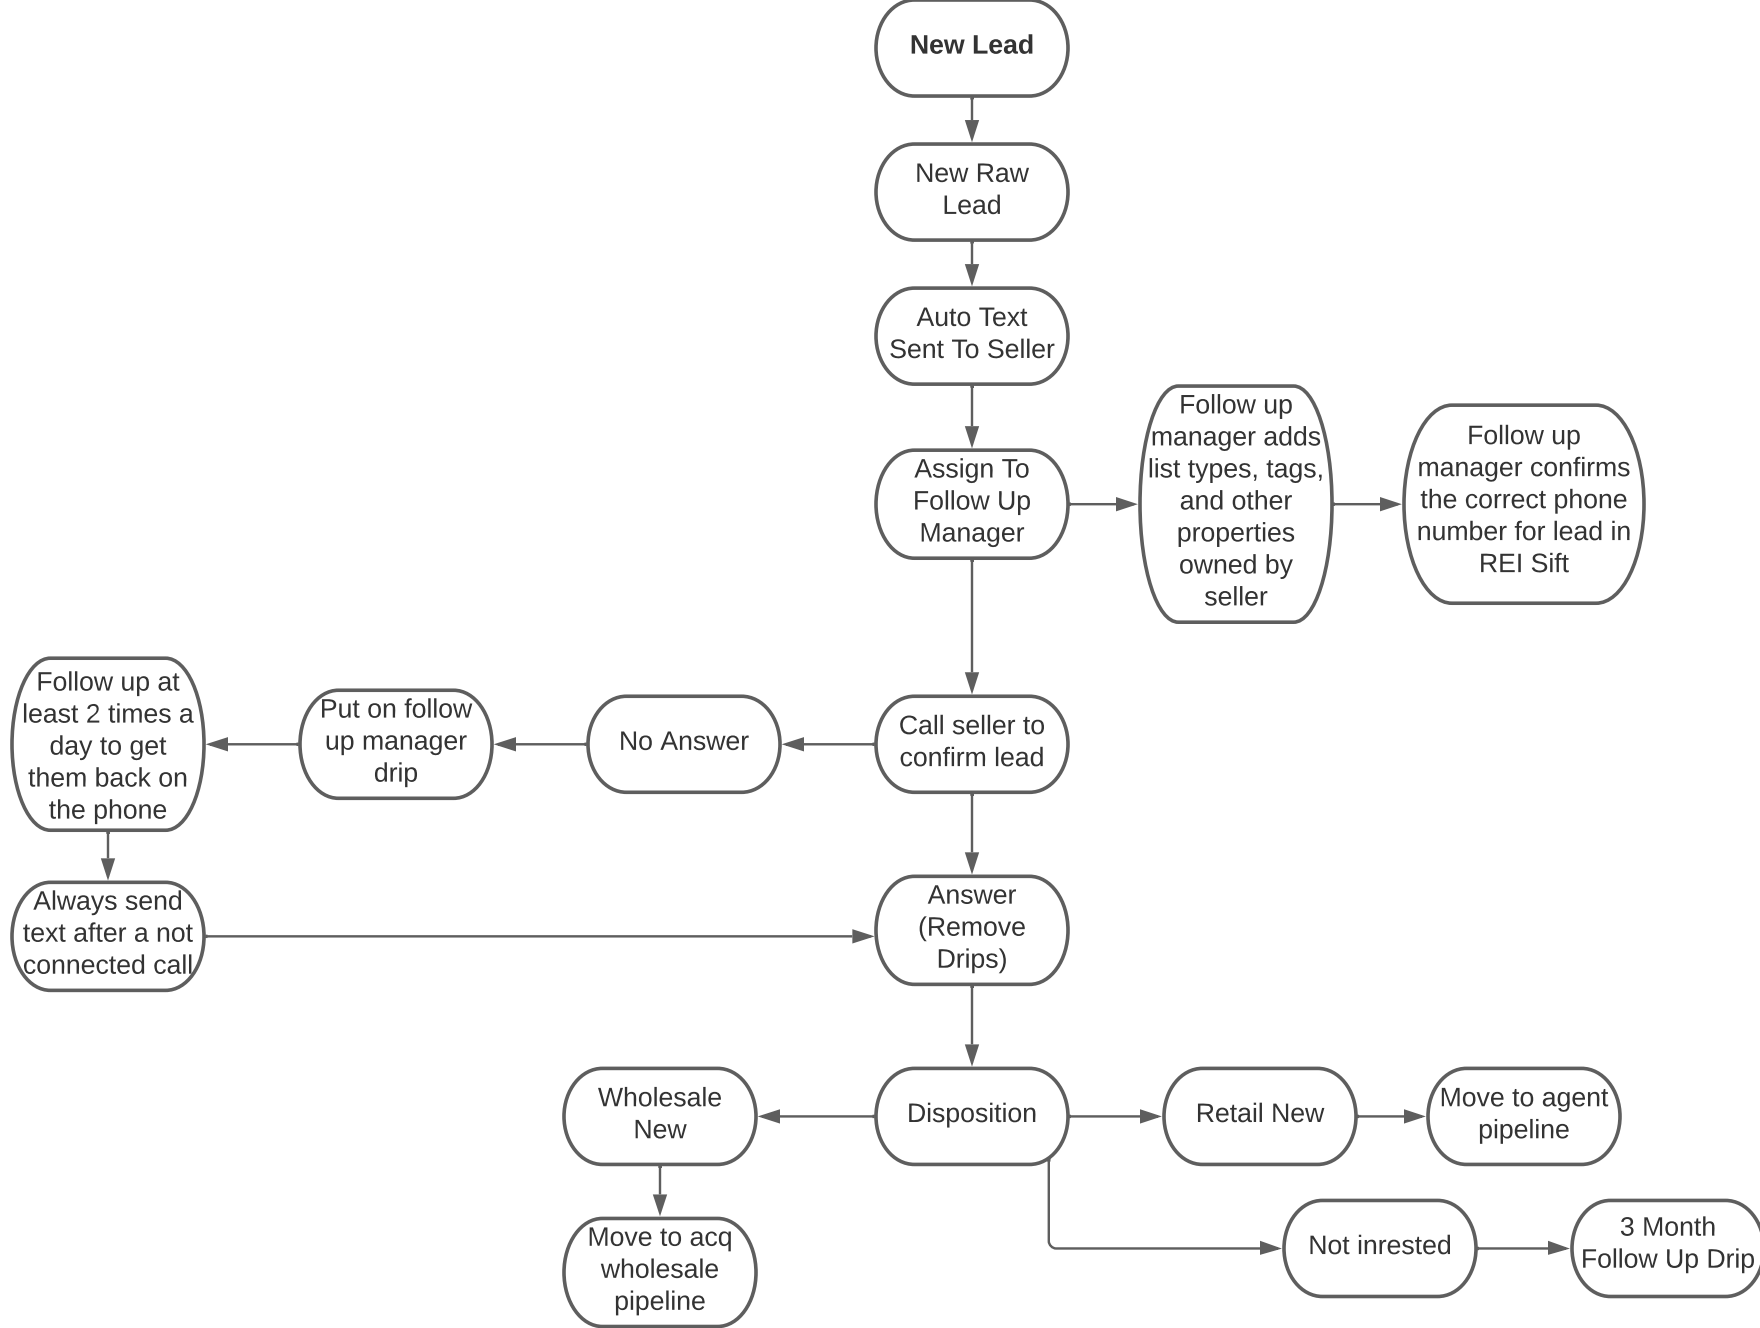 New Lead
New Raw
Lead
Auto Text
Sent To Seller
Assign To
Follow Up
Manager
Follow up
manager adds
list types, tags,
and other
properties
owned by
seller
Follow up
manager confirms
the correct phone
number for lead in
REI Sift
Call seller to
confirm lead
No Answer
Put on follow
up manager
drip
Follow up at
least 2 times a
day to get
them back on
the phone
Always send
text after a not
connected call
Answer
(Remove
Drips)
Disposition
Wholesale
New
Move to acq
wholesale
pipeline
Retail New
Move to agent
pipeline
Not inrested
3 Month
Follow Up Drip